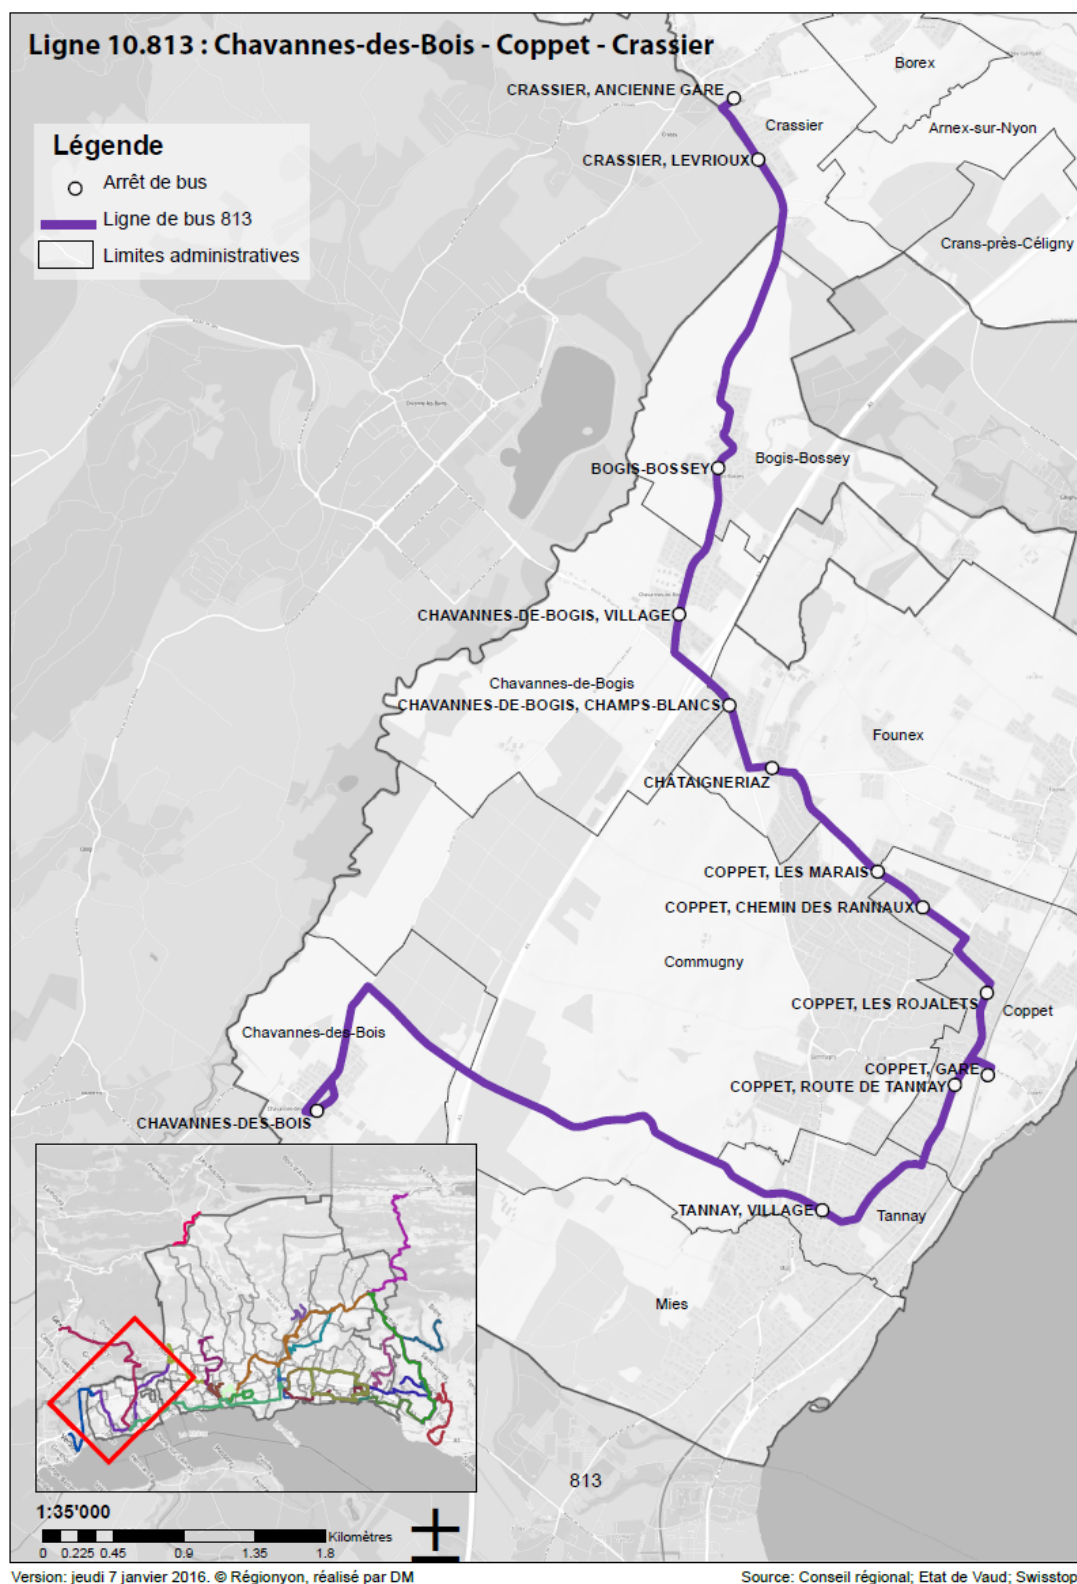 Ligne 10.813 : Chavannes-des-Bois - Coppet - Crassier
Borex
CRASSIER, ANCIENNE GARE
Crassier
Arnex-sur-Nyon
Légende
CRASSIER, LEVRIOUX
Arrêt de bus
Ligne de bus 813
Limites administratives
Crans-près-Céligny
Divonne-les-Bains
Bogis-Bossey
BOGIS-BOSSEY
CHAVANNES-DE-BOGIS, VILLAGE
Chavannes-de-Bogis
CHAVANNES-DE-BOGIS, CHAMPS-BLANCS
Founex
CHÂTAIGNERIAZ
COPPET, LES MARAIS
COPPET, CHEMIN DES RANNAUX
Commugny
COPPET, LES ROJALETS
Coppet
Chavannes-des-Bois
COPPET, GARE
COPPET, ROUTE DE TANNAY
CHAVANNES-DES-BOIS
TANNAY, VILLAGE
Tannay
Mies
813
1:35'000
Kilomètres
0 0.225 0.45 0.9 1.35 1.8
Version: jeudi 7 janvier 2016. © Régionyon, réalisé par DM
Source: Conseil régional; Etat de Vaud; Swisstop